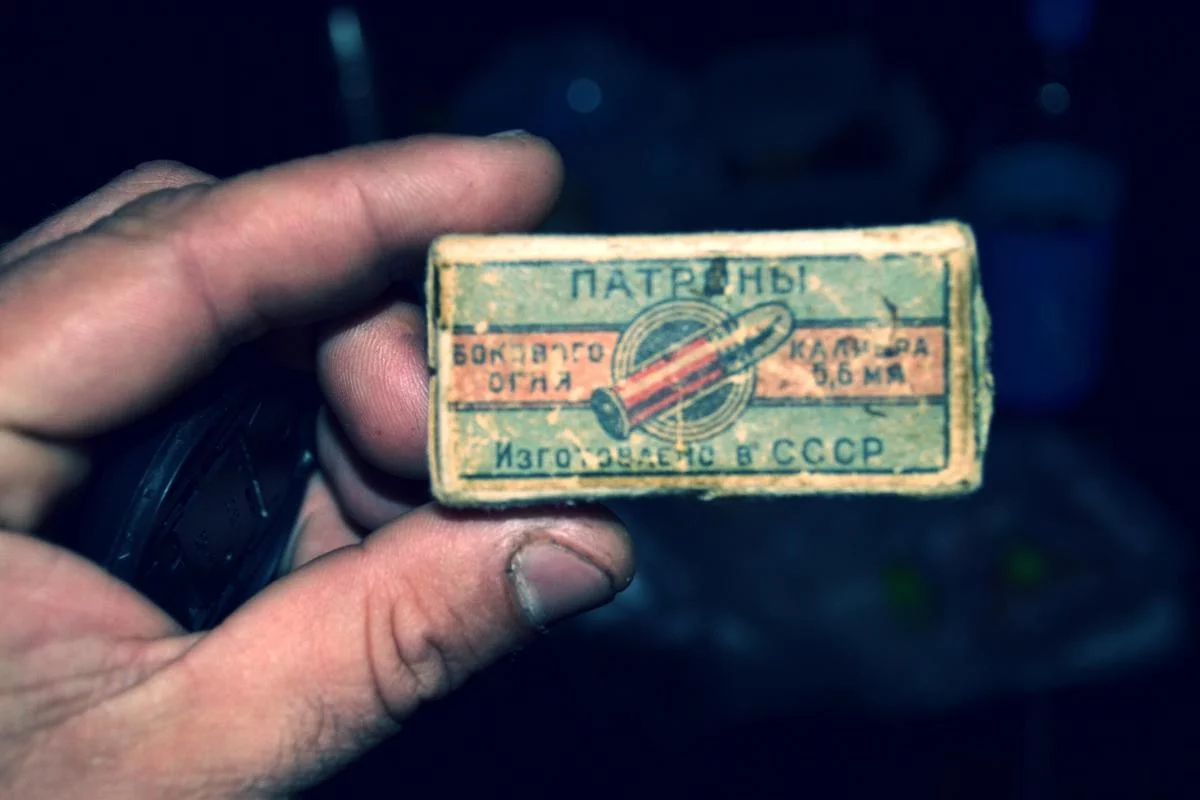 ПАТРОНЫ
БОКОВОГО
ОГНЯ
КАЛИБРА
5,6 мм
Изготовлено в СССР